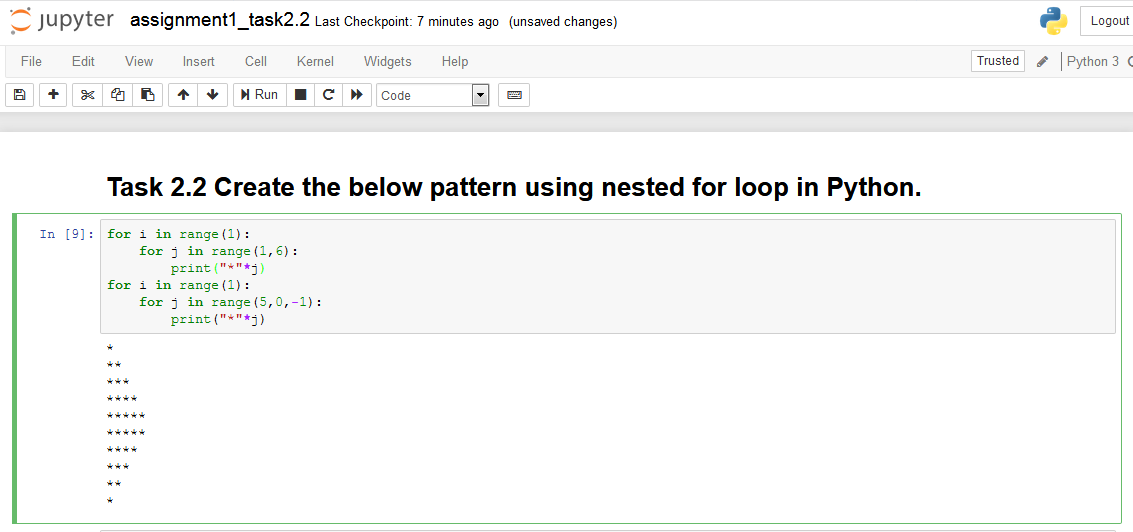 jupyter assignment1_task2.2 Last Checkpoint: 7 minutes ago (unsaved changes) Logout
File Edit View Insert Cell Kernel Widgets Help Trusted Python 3
Run Code
Task 2.2 Create the below pattern using nested for loop in Python.
In [9]: for i in range(1):
    for j in range(1,6):
        print("*"*j)
for i in range(1):
    for j in range(5,0,-1):
        print("*"*j)
*
**
***
****
*****
*****
****
***
**
*